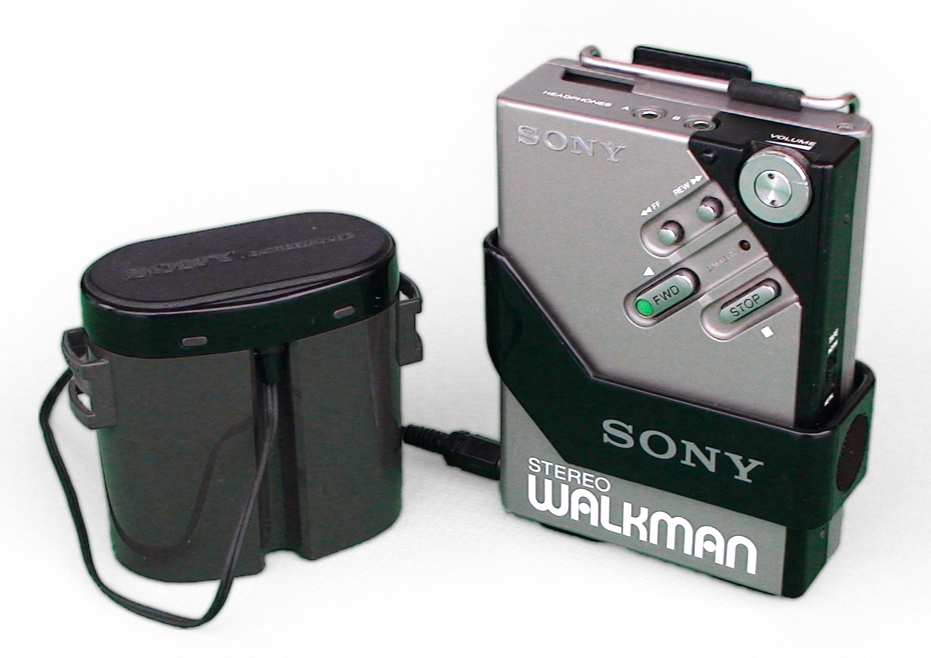 HEADPHONES A B
VOLUME
SONY
FF REW
FWD
STOP
SONY
STEREO
WALKMAN